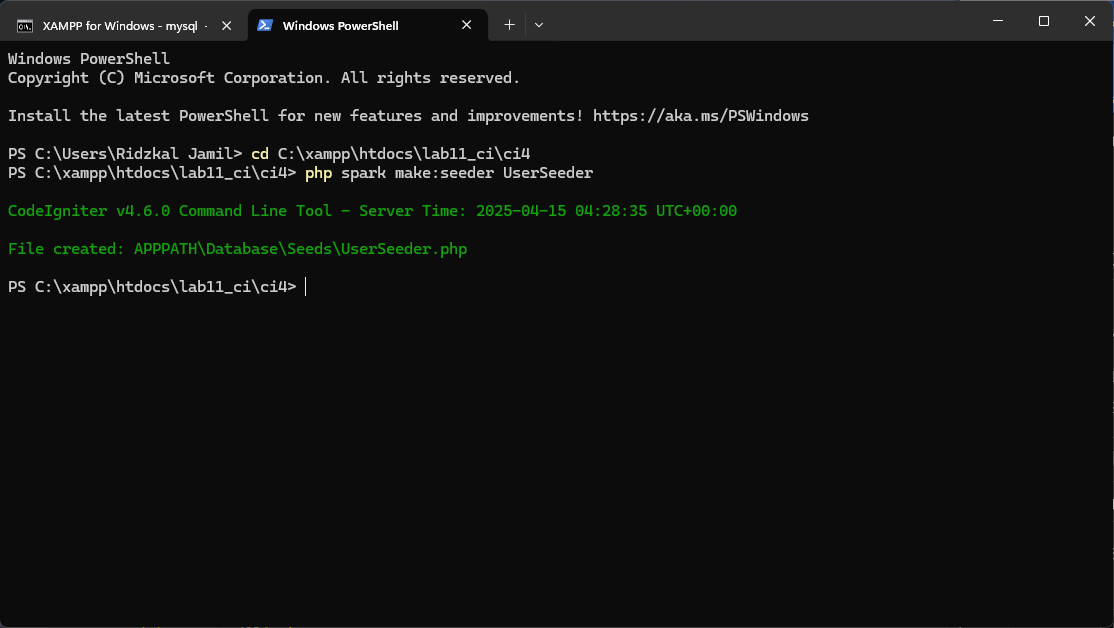 XAMPP for Windows - mysql -
Windows PowerShell
Windows PowerShell
Copyright (C) Microsoft Corporation. All rights reserved.
Install the latest PowerShell for new features and improvements! https://aka.ms/PSWindows
PS C:\Users\Ridzkal Jamil> cd C:\xampp\htdocs\lab11_ci\ci4
PS C:\xampp\htdocs\lab11_ci\ci4> php spark make:seeder UserSeeder
CodeIgniter v4.6.0 Command Line Tool - Server Time: 2025-04-15 04:28:35 UTC+00:00
File created: APPPATH\Database\Seeds\UserSeeder.php
PS C:\xampp\htdocs\lab11_ci\ci4>